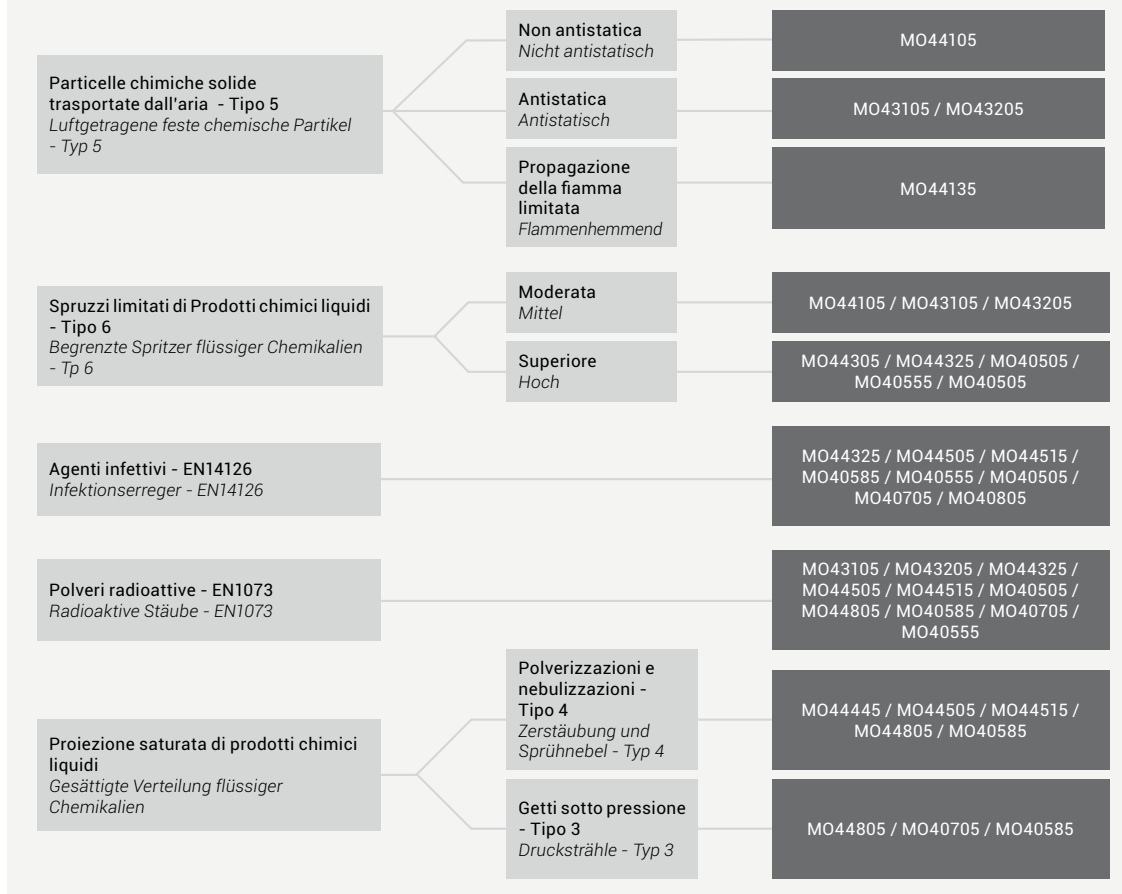 Particelle chimiche solide
trasportate dall'aria - Tipo 5
Luftgetragene feste chemische Partikel
- Typ 5
Non antistatica
Nicht antistatisch
MO44105
Antistatica
Antistatisch
MO43105 / MO43205
Propagazione
della fiamma
limitata
Flammenhemmend
MO44135
Spruzzi limitati di Prodotti chimici liquidi
- Tipo 6
Begrenzte Spritzer flüssiger Chemikalien
- Tp 6
Moderata
Mittel
MO44105 / MO43105 / MO43205
Superiore
Hoch
MO44305 / MO44325 / MO40505 /
MO40555 / MO40505
Agenti infettivi - EN14126
Infektionserreger - EN14126
MO44325 / MO44505 / MO44515 /
MO40585 / MO40555 / MO40505 /
MO40705 / MO40805
Polveri radioattive - EN1073
Radioaktive Stäube - EN1073
MO43105 / MO43205 / MO44325 /
MO44505 / MO44515 / MO40505 /
MO44805 / MO40585 / MO40705 /
MO40555
Proiezione saturata di prodotti chimici
liquidi
Gesättigte Verteilung flüssiger
Chemikalien
Polverizzazioni e
nebulizzazioni -
Tipo 4
Zerstäubung und
Sprühnebel - Typ 4
MO44445 / MO44505 / MO44515 /
MO44805 / MO40585
Getti sotto pressione
- Tipo 3
Drucksträhle - Typ 3
MO44805 / MO40705 / MO40585